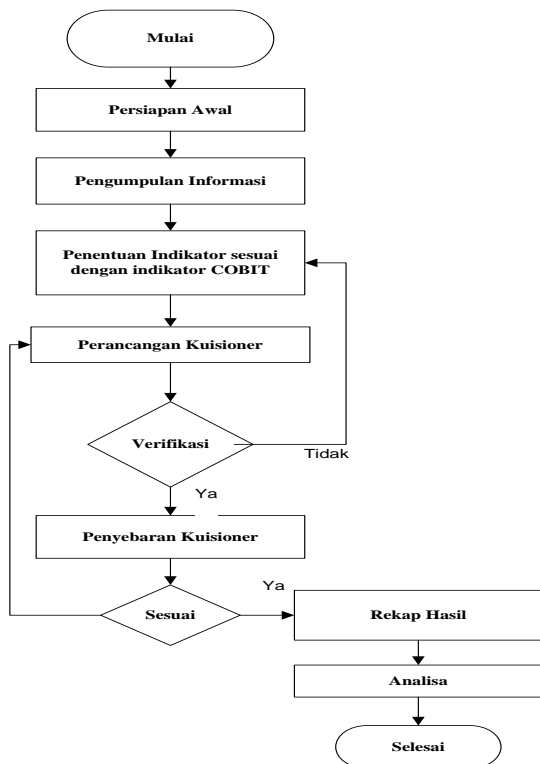 Mulai
Persiapan Awal
Pengumpulan Informasi
Penentuan Indikator sesuai
dengan indikator COBIT
Perancangan Kuisioner
Verifikasi
Tidak
Ya
Penyebaran Kuisioner
Sesuai
Ya
Rekap Hasil
Analisa
Selesai